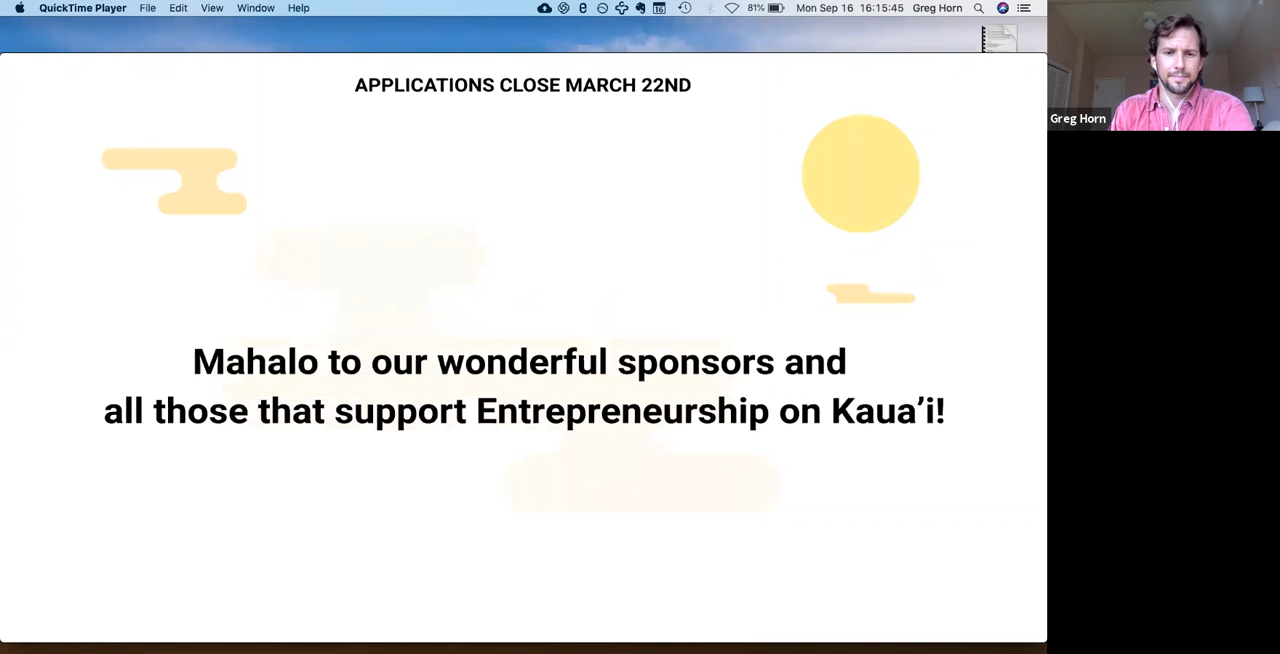 QuickTime Player File Edit View Window Help 81% Mon Sep 16 16:15:45 Greg Horn
APPLICATIONS CLOSE MARCH 22ND
Greg Horn
Mahalo to our wonderful sponsors and
all those that support Entrepreneurship on Kaua’i!